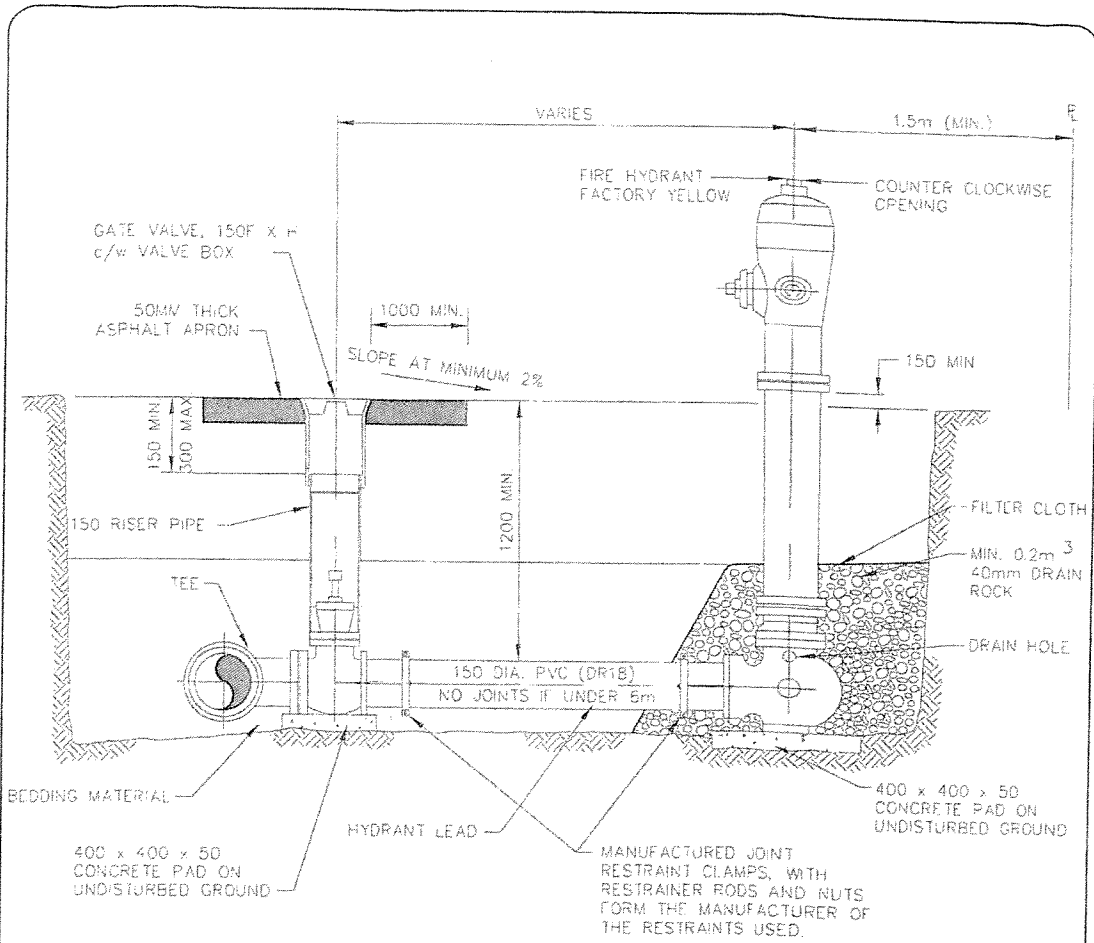 VARIES
1.5m (MIN.)
FIRE HYDRANT
FACTORY YELLOW
COUNTER CLOCKWISE
OPENING
GATE VALVE, 150F X H
c/w VALVE BOX
50MM THICK
ASPHALT APRON
1000 MIN.
SLOPE AT MINIMUM 2%
150 MIN
150 MIN
300 MAX
1200 MIN.
150 RISER PIPE
TEE
FILTER CLOTH
MIN. 0.2m 3
40mm DRAIN
ROCK
DRAIN HOLE
150 DIA. PVC (DR18)
NO JOINTS IF UNDER 6m
BEDDING MATERIAL
HYDRANT LEAD
400 x 400 x 50
CONCRETE PAD ON
UNDISTURBED GROUND
400 x 400 x 50
CONCRETE PAD ON
UNDISTURBED GROUND
MANUFACTURED JOINT
RESTRAINT CLAMPS, WITH
RESTRAINER RODS AND NUTS
FORM THE MANUFACTURER OF
THE RESTRAINTS USED.